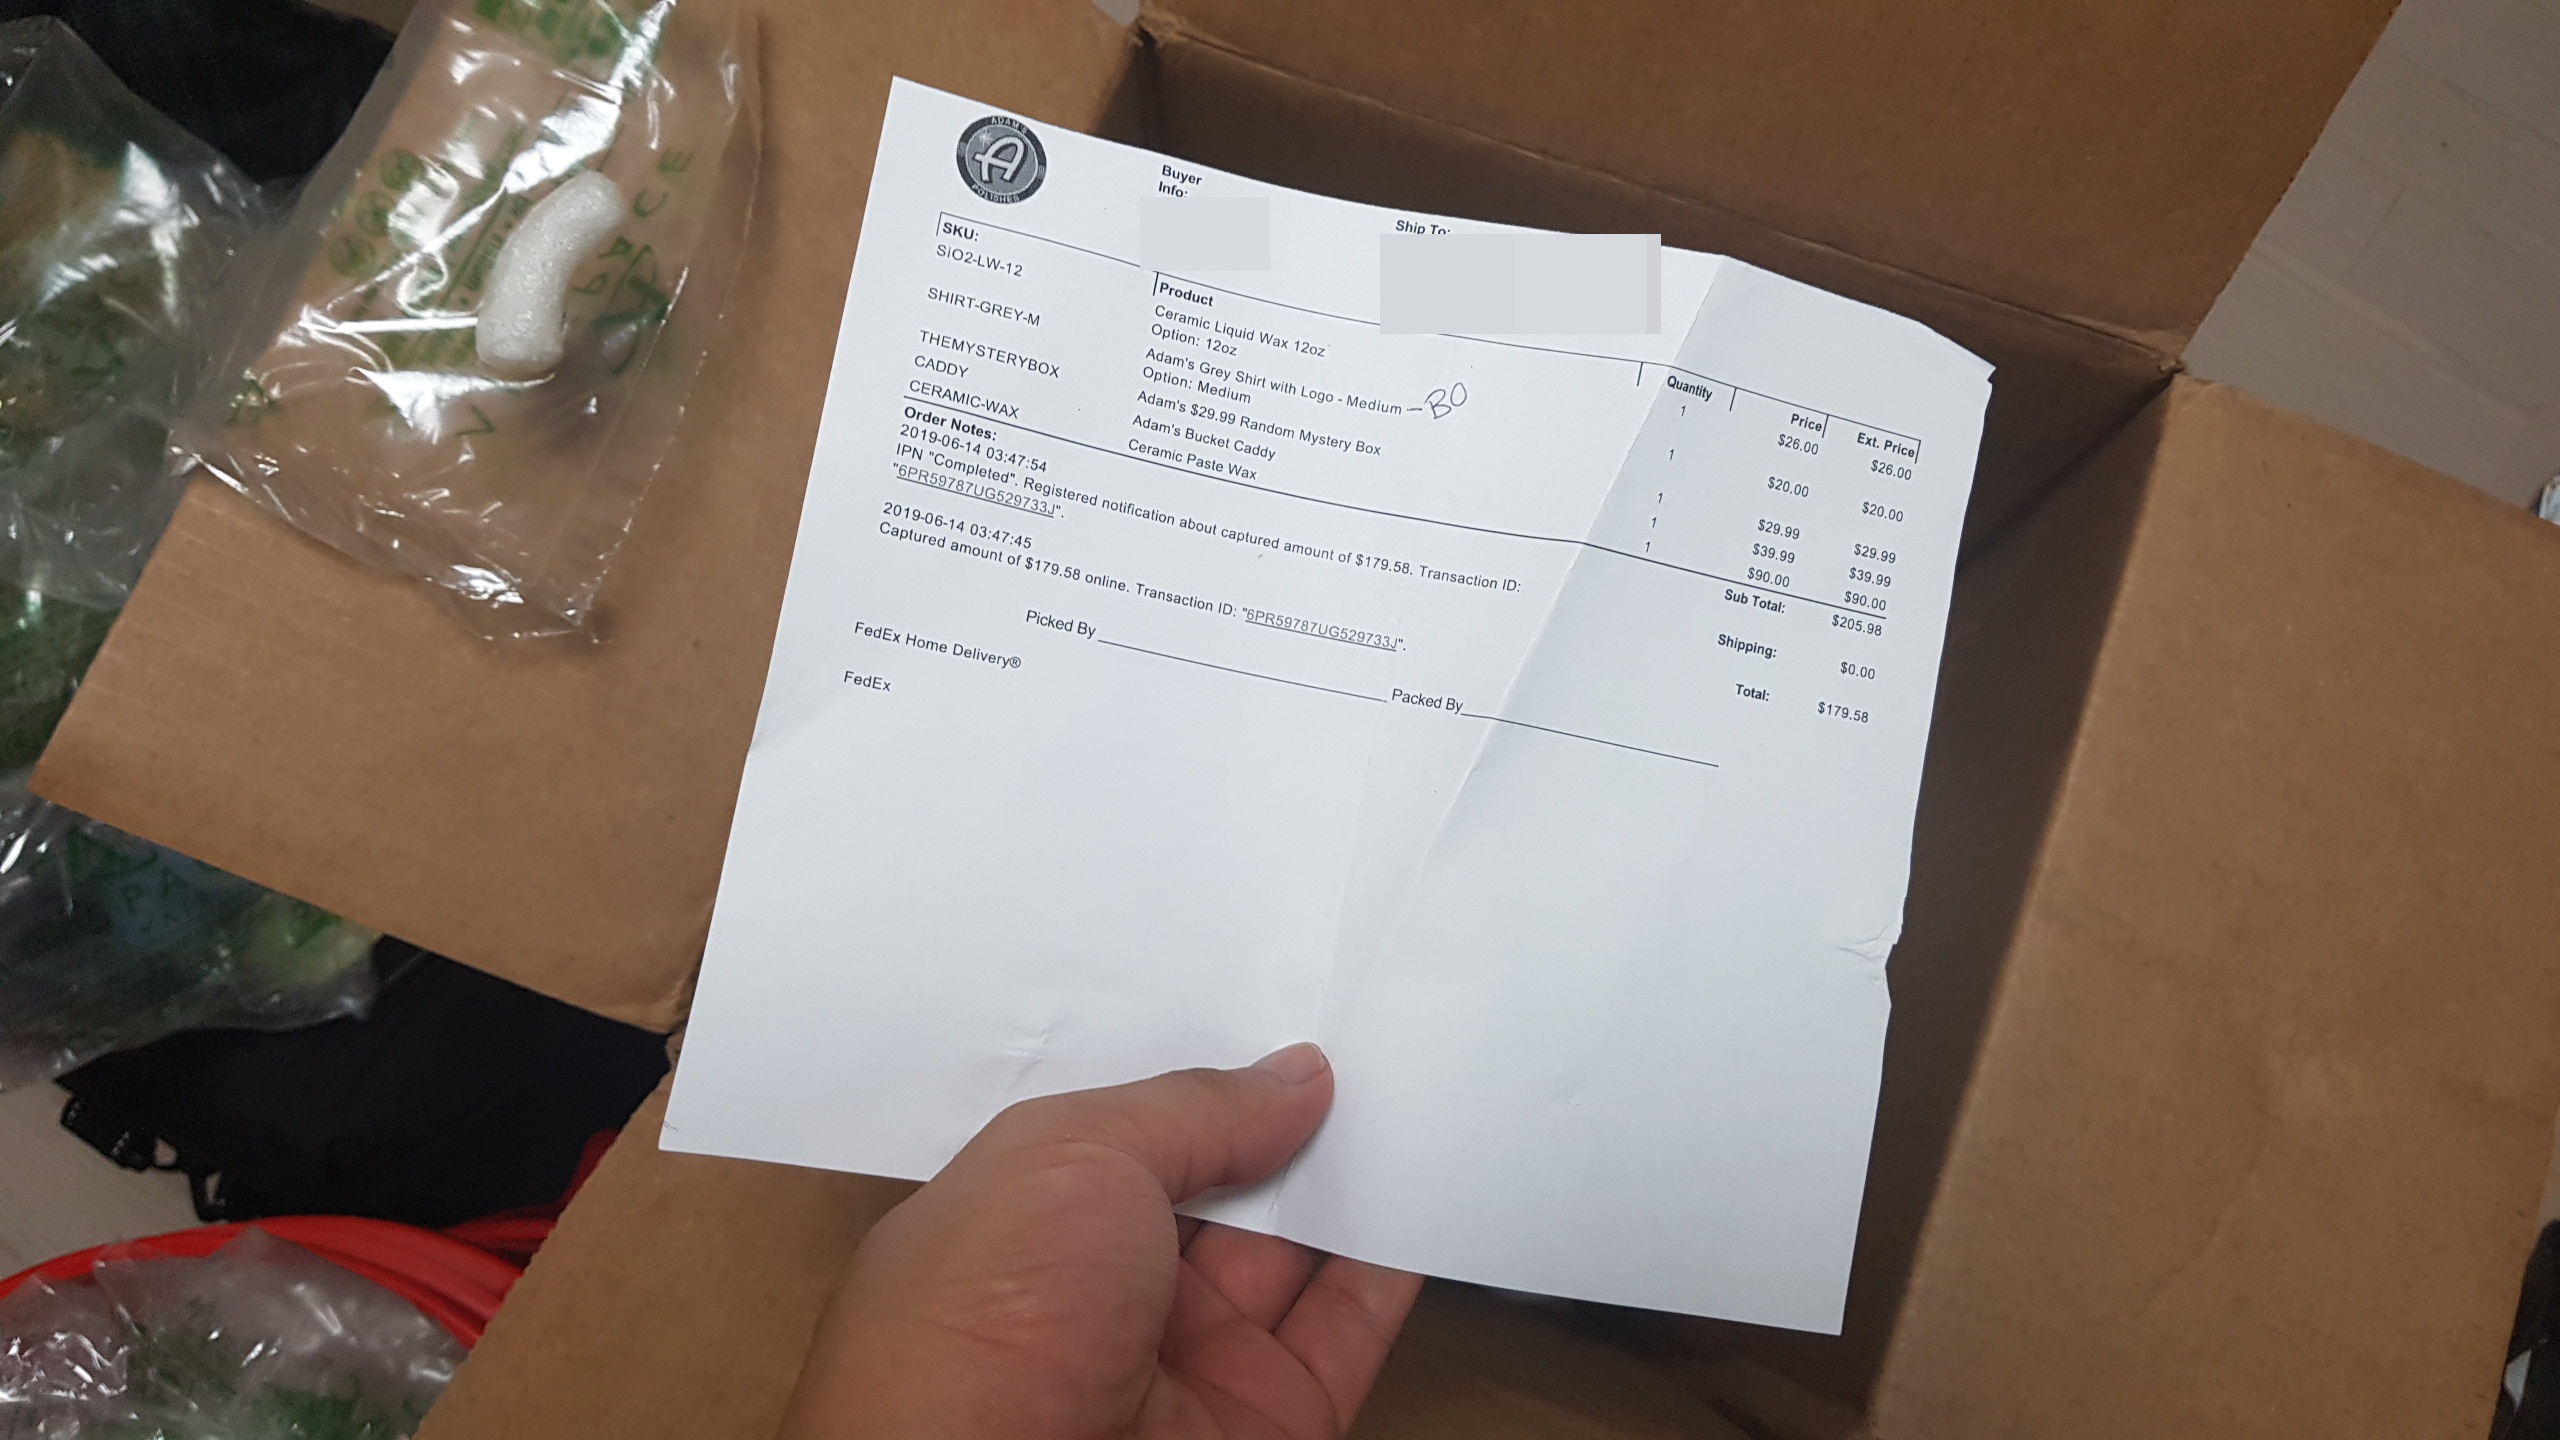 ADAM'S
A
POLISHES
Buyer
Info:
Ship To:
SKU: Product Quantity Price Ext. Price
SiO2-LW-12 Ceramic Liquid Wax 12oz 1 $26.00 $26.00
Option: 12oz
SHIRT-GREY-M Adam's Grey Shirt with Logo - Medium - BO 1 $20.00 $20.00
Option: Medium
THEMYSTERYBOX Adam's $29.99 Random Mystery Box 1 $29.99 $29.99
CADDY Adam's Bucket Caddy 1 $39.99 $39.99
CERAMIC-WAX Ceramic Paste Wax 1 $90.00 $90.00
Order Notes:
2019-06-14 03:47:54
IPN "Completed". Registered notification about captured amount of $179.58. Transaction ID:
"6PR59787UG529733J".
2019-06-14 03:47:45
Captured amount of $179.58 online. Transaction ID: "6PR59787UG529733J".
Sub Total: $205.98
Shipping: $0.00
Total: $179.58
Picked By Packed By
FedEx Home Delivery®
FedEx